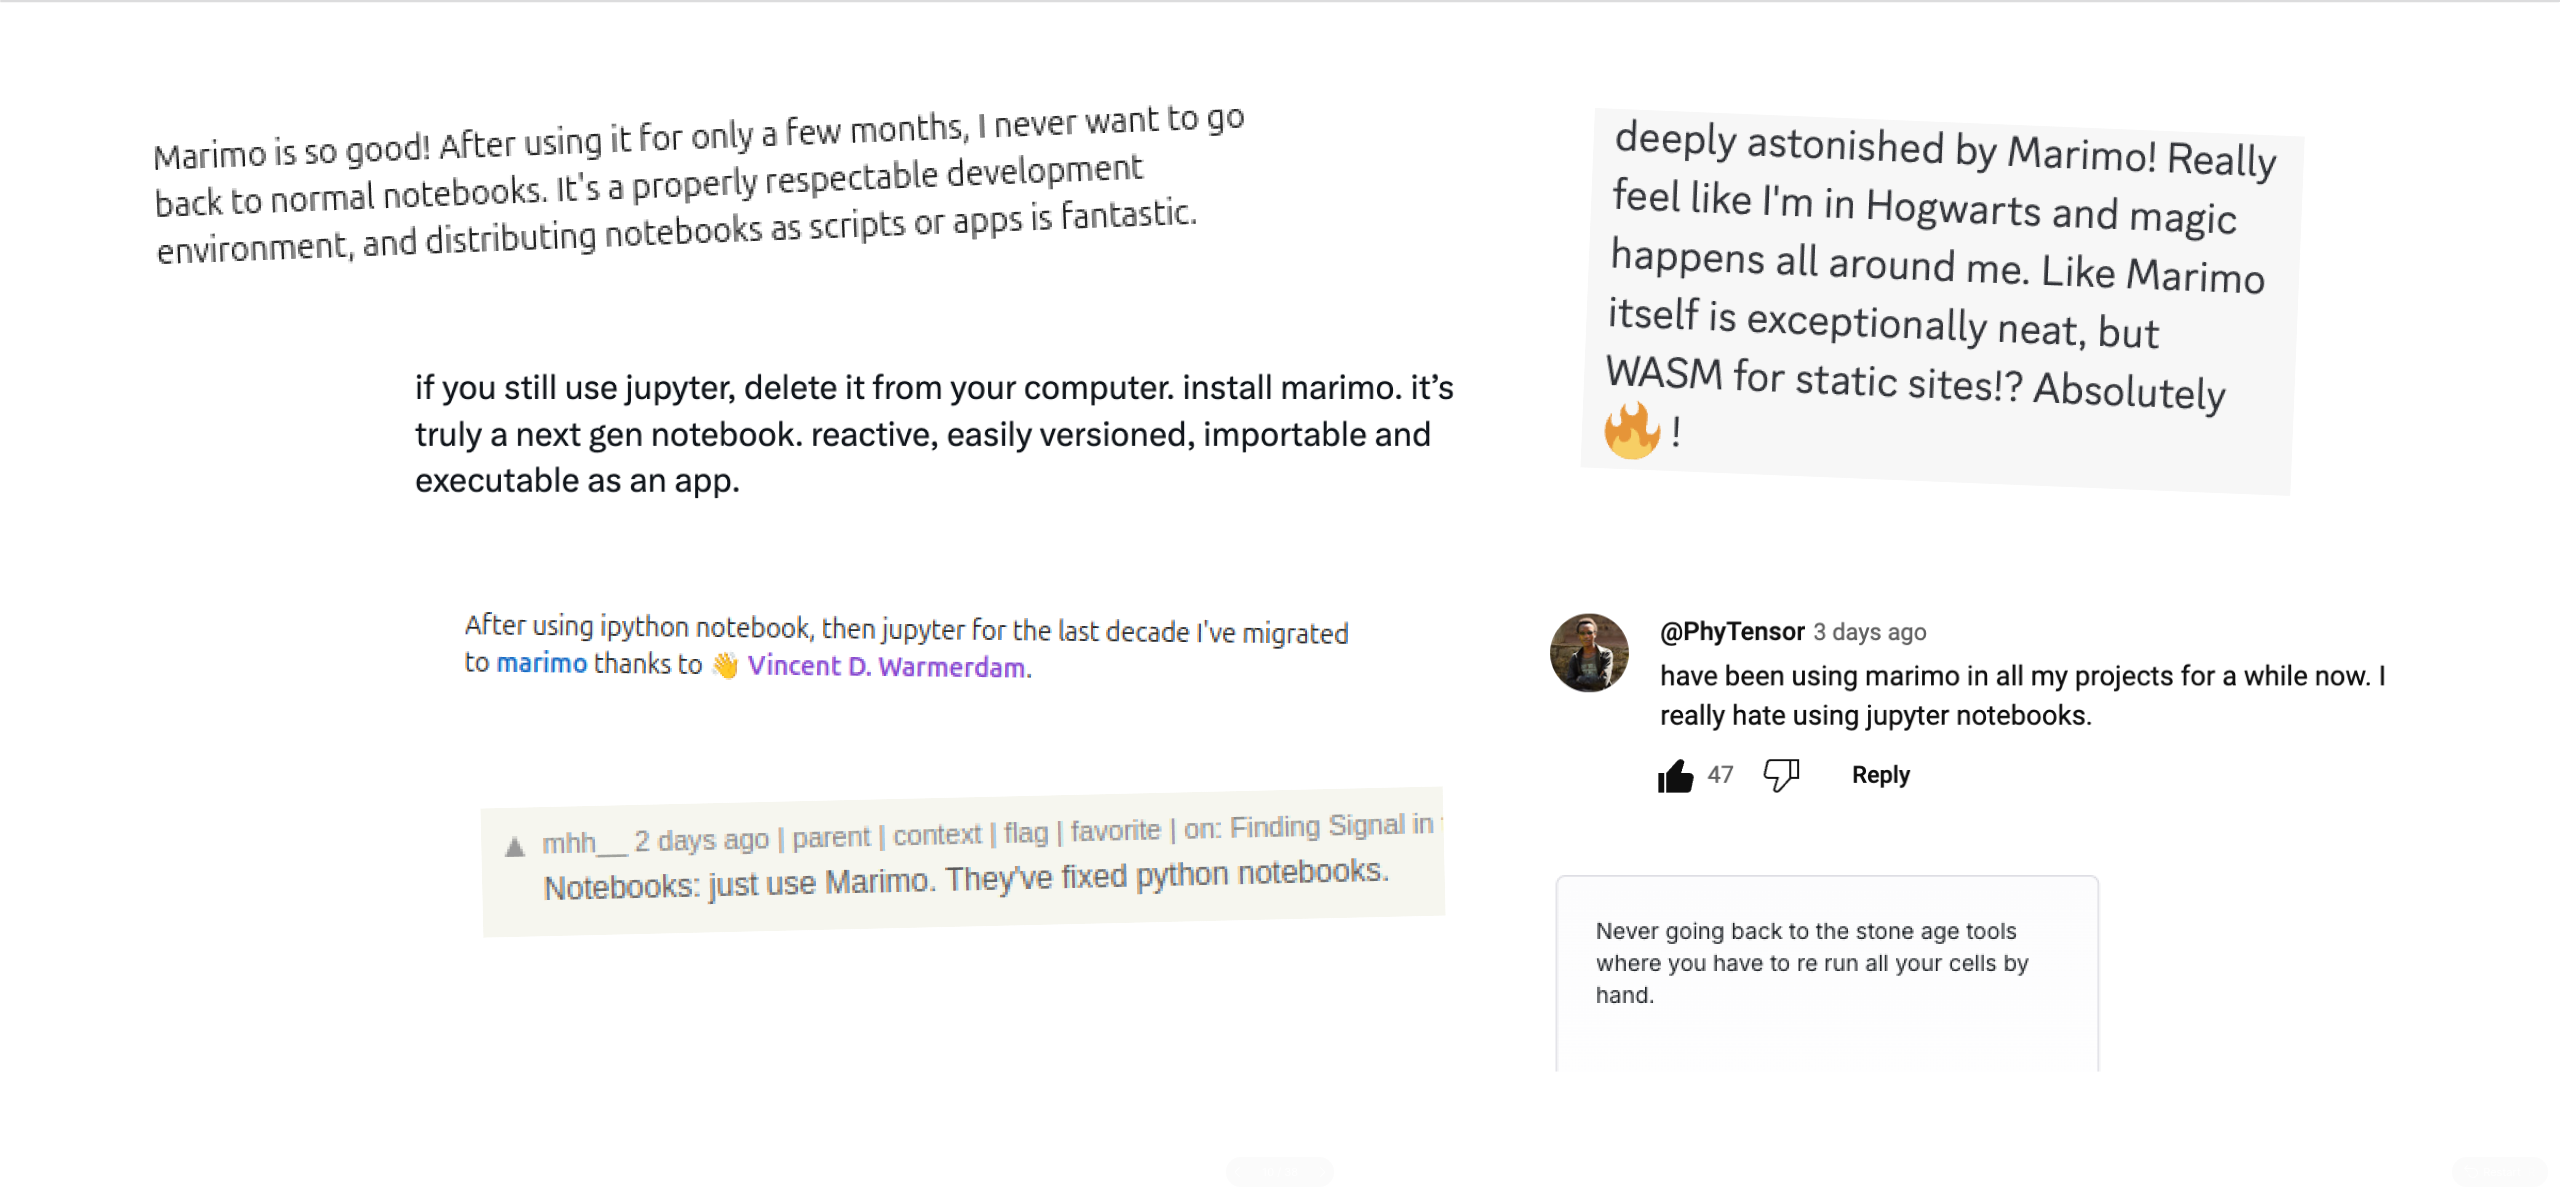 Marimo is so good! After using it for only a few months, I never want to go
back to normal notebooks. It's a properly respectable development
environment, and distributing notebooks as scripts or apps is fantastic.
if you still use jupyter, delete it from your computer. install marimo. it’s
truly a next gen notebook. reactive, easily versioned, importable and
executable as an app.
After using ipython notebook, then jupyter for the last decade I've migrated
to marimo thanks to 👋 Vincent D. Warmerdam.
▲ mhh__ 2 days ago | parent | context | flag | favorite | on: Finding Signal in
Notebooks: just use Marimo. They've fixed python notebooks.
deeply astonished by Marimo! Really
feel like I'm in Hogwarts and magic
happens all around me. Like Marimo
itself is exceptionally neat, but
WASM for static sites!? Absolutely
🔥 !
@PhyTensor 3 days ago
have been using marimo in all my projects for a while now. I
really hate using jupyter notebooks.
47 Reply
Never going back to the stone age tools
where you have to re run all your cells by
hand.